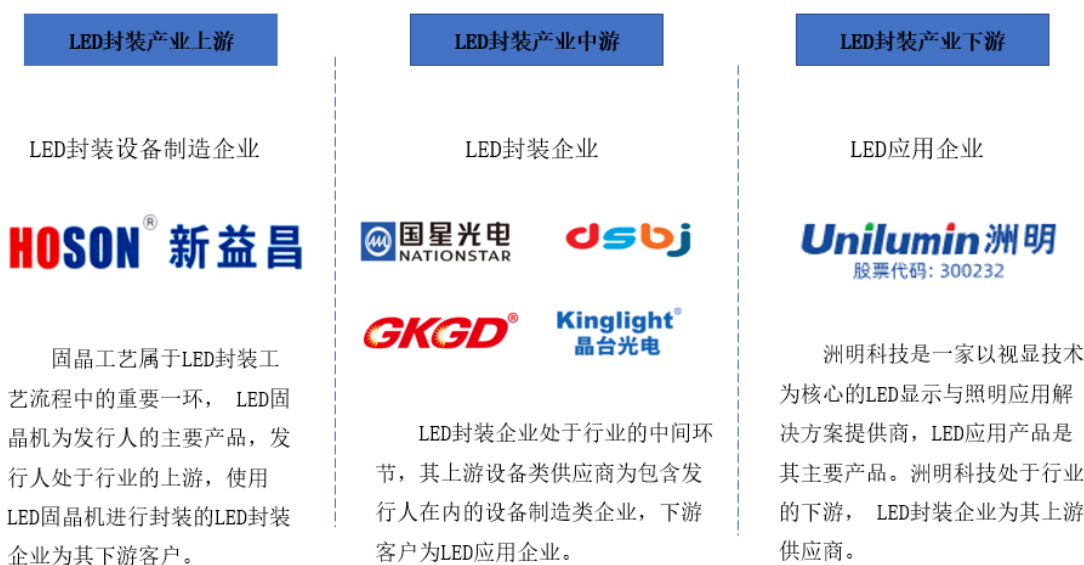 LED封装产业上游
LED封装设备制造企业
HOSON® 新益昌
固晶工艺属于LED封装工
艺流程中的重要一环, LED固
晶机为发行人的主要产品,发
行人处于行业的上游,使用
LED固晶机进行封装的LED封装
企业为其下游客户。
LED封装产业中游
LED封装企业
国星光电
NATIONSTAR
dsbj
GKGD®
Kinglight®
晶台光电
LED封装企业处于行业的中间环
节,其上游设备类供应商为包含发
行人在内的设备制造类企业,下游
客户为LED应用企业。
LED封装产业下游
LED应用企业
Unilumin洲明
股票代码: 300232
洲明科技是一家以视显技术
为核心的LED显示与照明应用解
决方案提供商,LED应用产品是
其主要产品。洲明科技处于行业
的下游, LED封装企业为其上游
供应商。